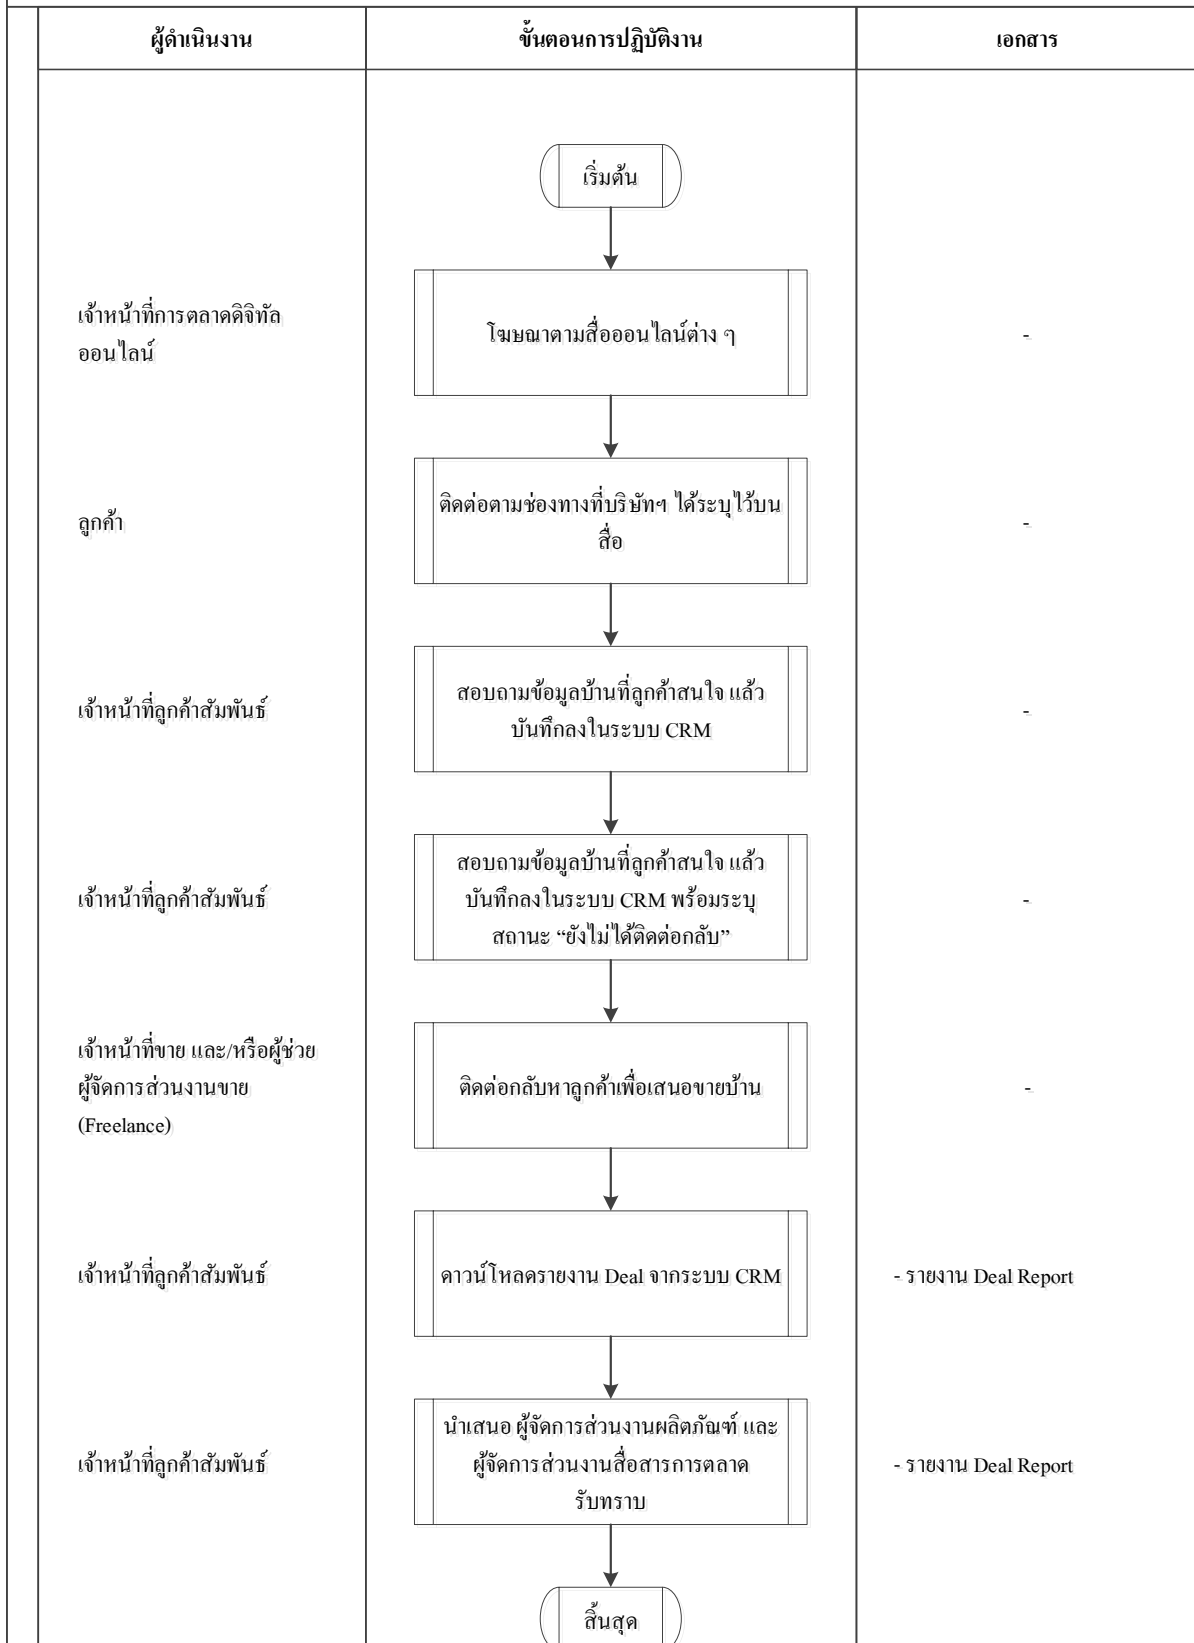 ผู้ดำเนินงาน ขั้นตอนการปฏิบัติงาน เอกสาร
เริ่มต้น
เจ้าหน้าที่การตลาดดิจิทัล
ออนไลน์
โฆษณาตามสื่อออนไลน์ต่าง ๆ
-
ลูกค้า
ติดต่อตามช่องทางที่บริษัทฯ ได้ระบุไว้บน
สื่อ
-
เจ้าหน้าที่ลูกค้าสัมพันธ์
สอบถามข้อมูลบ้านที่ลูกค้าสนใจ แล้ว
บันทึกลงในระบบ CRM
-
เจ้าหน้าที่ลูกค้าสัมพันธ์
สอบถามข้อมูลบ้านที่ลูกค้าสนใจ แล้ว
บันทึกลงในระบบ CRM พร้อมระบุ
สถานะ “ยังไม่ได้ติดต่อกลับ”
-
เจ้าหน้าที่ขาย และ/หรือผู้ช่วย
ผู้จัดการส่วนงานขาย
(Freelance)
ติดต่อกลับหาลูกค้าเพื่อเสนอขายบ้าน
-
เจ้าหน้าที่ลูกค้าสัมพันธ์
ดาวน์โหลดรายงาน Deal จากระบบ CRM
- รายงาน Deal Report
เจ้าหน้าที่ลูกค้าสัมพันธ์
นำเสนอ ผู้จัดการส่วนงานผลิตภัณฑ์ และ
ผู้จัดการส่วนงานสื่อสารการตลาด
รับทราบ
- รายงาน Deal Report
สิ้นสุด